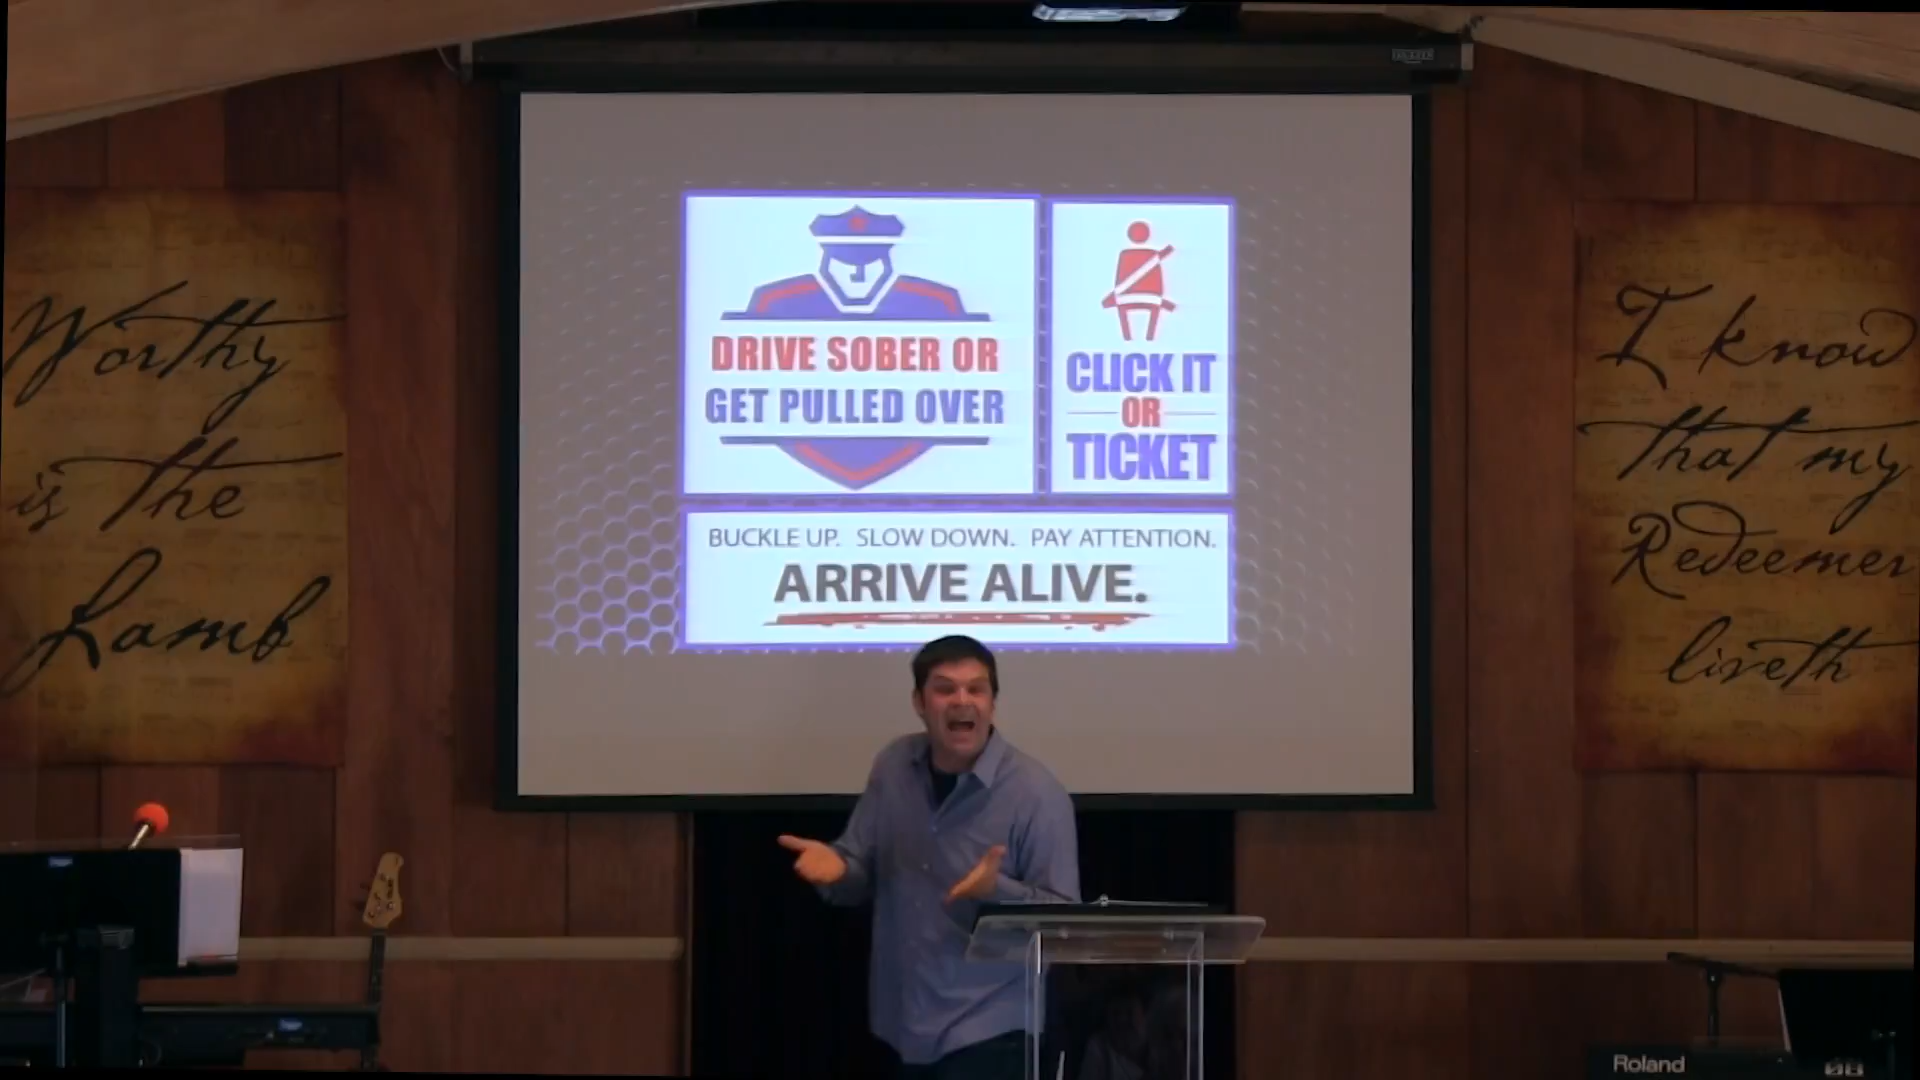 Worthy
is the
Lamb
DRIVE SOBER OR
GET PULLED OVER
CLICK IT
OR
TICKET
BUCKLE UP. SLOW DOWN. PAY ATTENTION.
ARRIVE ALIVE.
I know
that my
Redeemer
liveth
Roland